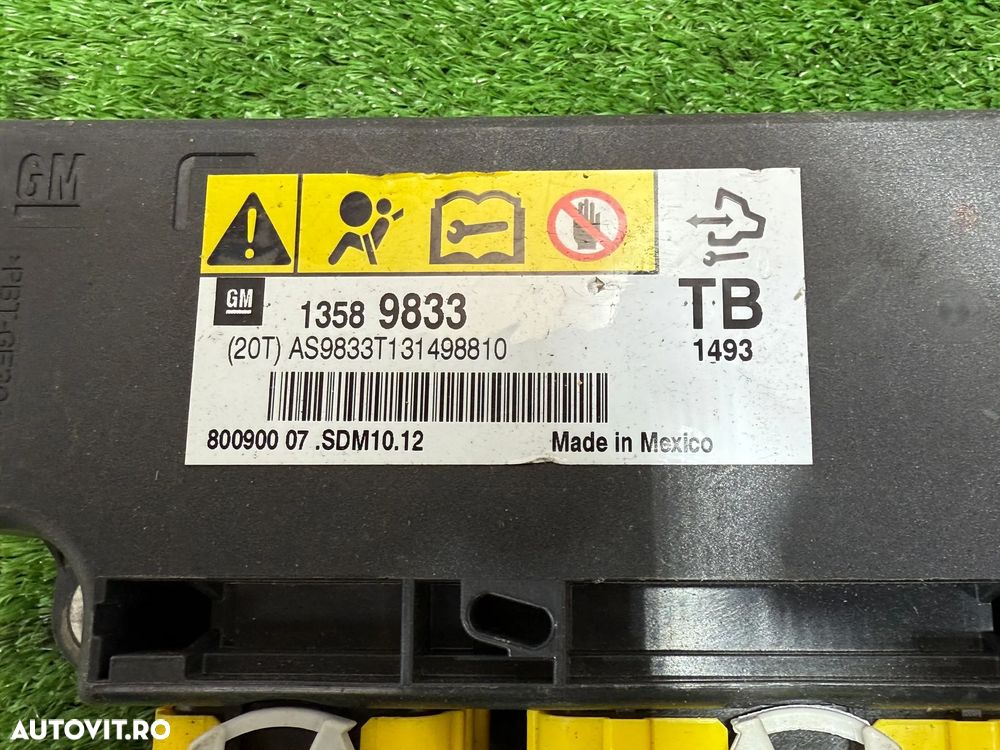 GM
GM
1358 9833
TB
(20T) AS9833T131498810
1493
800900 07 .SDM10.12
Made in Mexico
AUTOVIT.RO